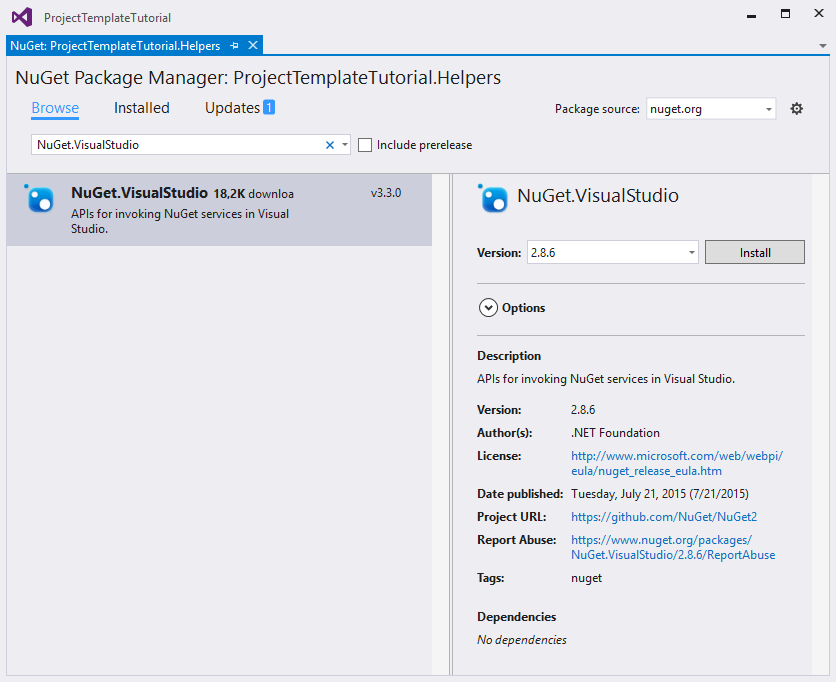 ProjectTemplateTutorial
NuGet: ProjectTemplateTutorial.Helpers
NuGet Package Manager: ProjectTemplateTutorial.Helpers
Browse Installed Updates 1 Package source: nuget.org
NuGet.VisualStudio Include prerelease
NuGet.VisualStudio 18,2K downloa v3.3.0
APIs for invoking NuGet services in Visual
Studio.
NuGet.VisualStudio
Version: 2.8.6 Install
Options
Description
APIs for invoking NuGet services in Visual Studio.
Version: 2.8.6
Author(s): .NET Foundation
License: http://www.microsoft.com/web/webpi/
eula/nuget_release_eula.htm
Date published: Tuesday, July 21, 2015 (7/21/2015)
Project URL: https://github.com/NuGet/NuGet2
Report Abuse: https://www.nuget.org/packages/
NuGet.VisualStudio/2.8.6/ReportAbuse
Tags: nuget
Dependencies
No dependencies